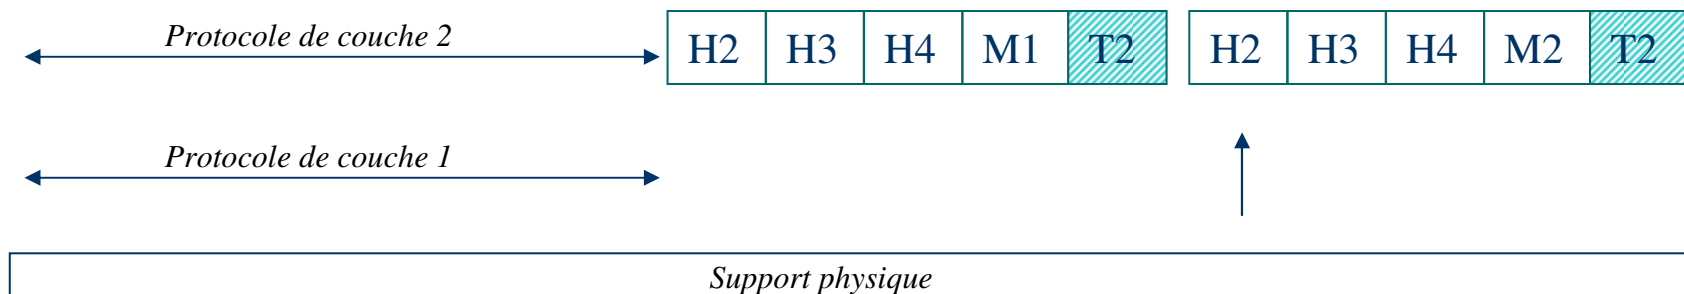 Protocole de couche 2 H2 H3 H4 M1 T2 H2 H3 H4 M2 T2
Protocole de couche 1
Support physique